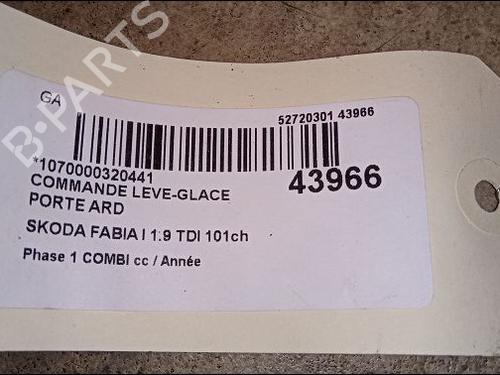 GA
52720301 43966
*1070000320441
43966
COMMANDE LEVE-GLACE
PORTE ARD
SKODA FABIA I 1.9 TDI 101ch
Phase 1 COMBI cc / Année
B-PARTS